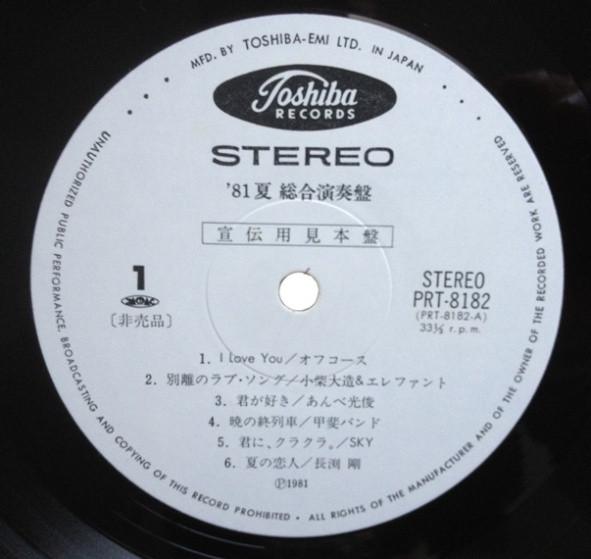 MFD. BY TOSHIBA-EMI LTD. IN JAPAN
Toshiba
RECORDS
STEREO
'81夏 総合演奏盤
宣伝用見本盤
1
〔非売品〕
STEREO
PRT-8182
(PRT-8182-A)
33⅓ r.p.m.
1. I Love You/オフコース
2. 別離のラブ・ソング/小柴大造&エレファント
3. 君が好き/あんべ光俊
4. 暁の終列車/甲斐バンド
5. 君に、クラクラ。/SKY
6. 夏の恋人/長渕 剛
Ⓟ1981
UNAUTHORIZED PUBLIC PERFORMANCE, BROADCASTING AND COPYING OF THIS RECORD PROHIBITED • ALL RIGHTS OF THE MANUFACTURER AND OF THE OWNER OF THE RECORDED WORK ARE RESERVED